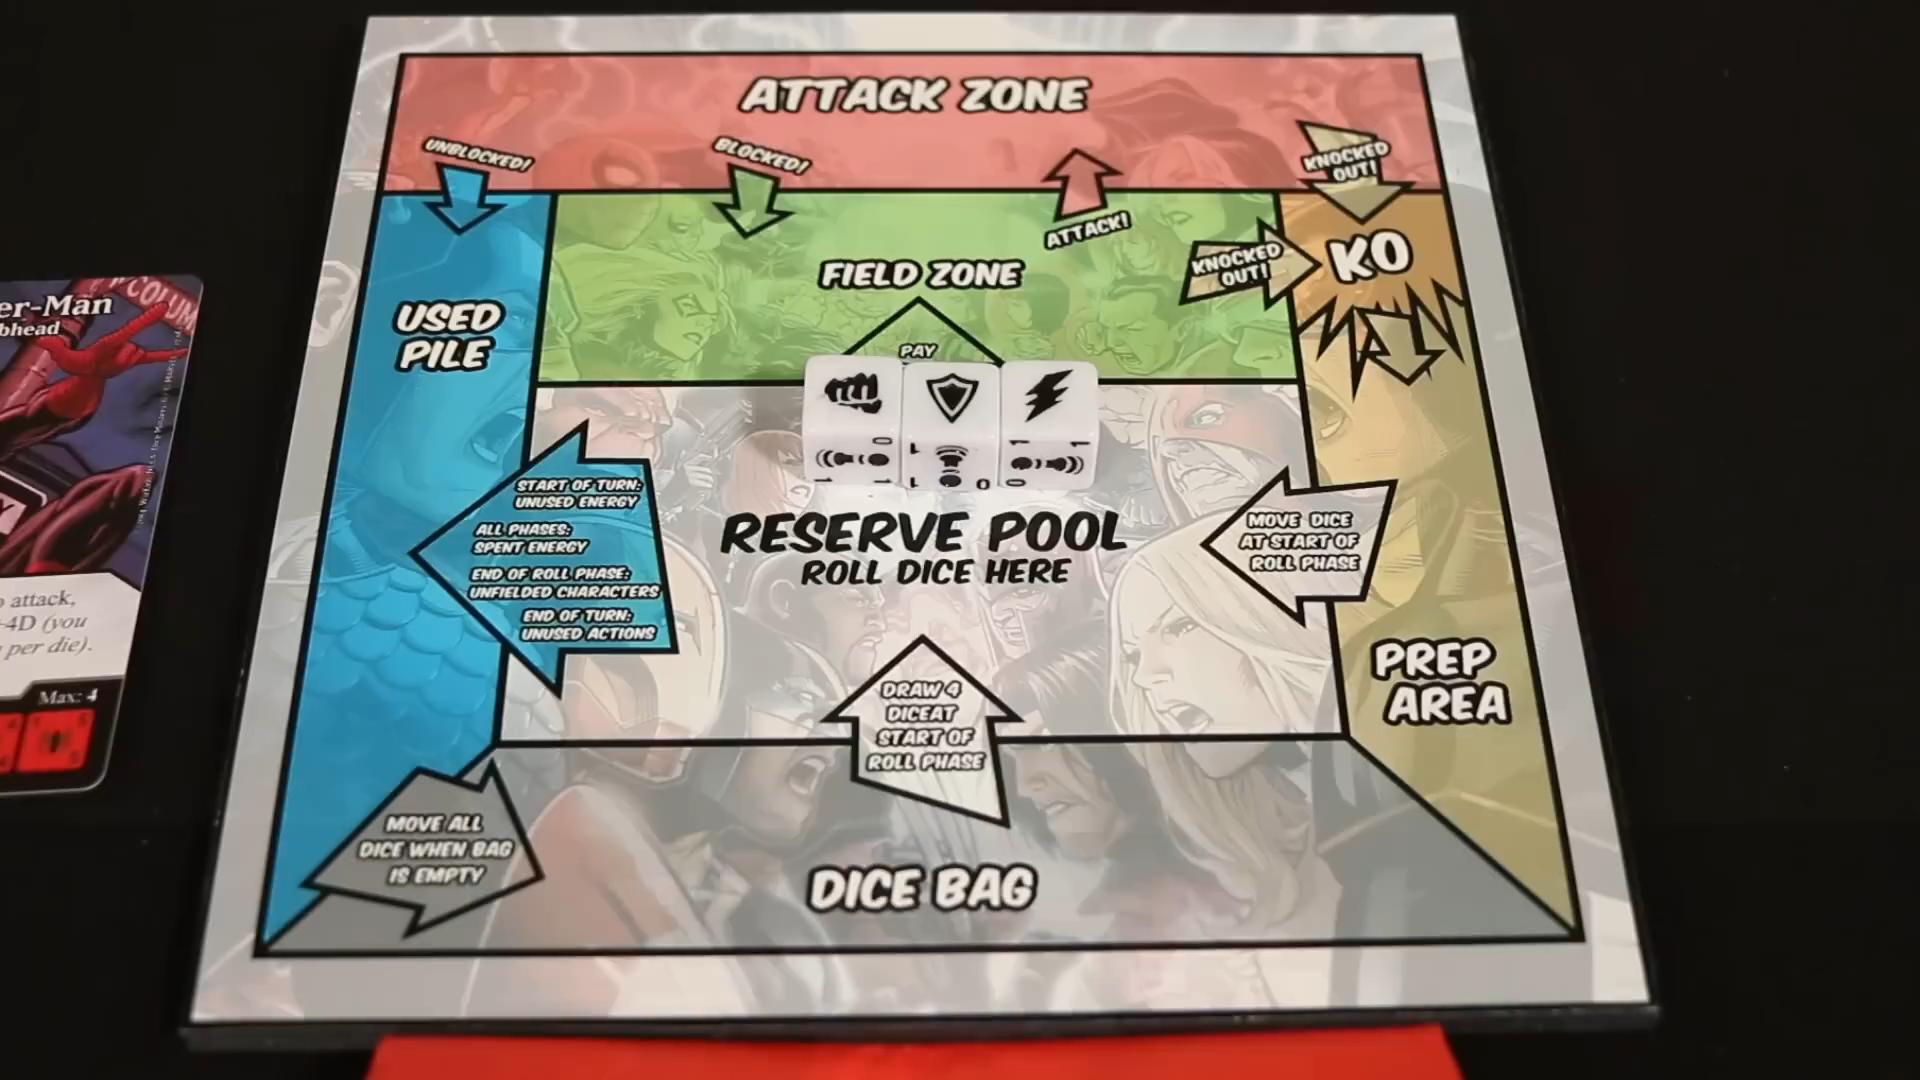 ATTACK ZONE
UNBLOCKED!
BLOCKED!
ATTACK!
KNOCKED
OUT!
KNOCKED
OUT!
KO
FIELD ZONE
PAY
USED
PILE
START OF TURN:
UNUSED ENERGY
ALL PHASES:
SPENT ENERGY
END OF ROLL PHASE:
UNFIELDED CHARACTERS
END OF TURN:
UNUSED ACTIONS
RESERVE POOL
ROLL DICE HERE
MOVE DICE
AT START OF
ROLL PHASE
PREP
AREA
DRAW 4
DICEAT
START OF
ROLL PHASE
MOVE ALL
DICE WHEN BAG
IS EMPTY
DICE BAG
er-Man
bhead
COLUM
o attack,
-4D (you
per die).
Max: 4